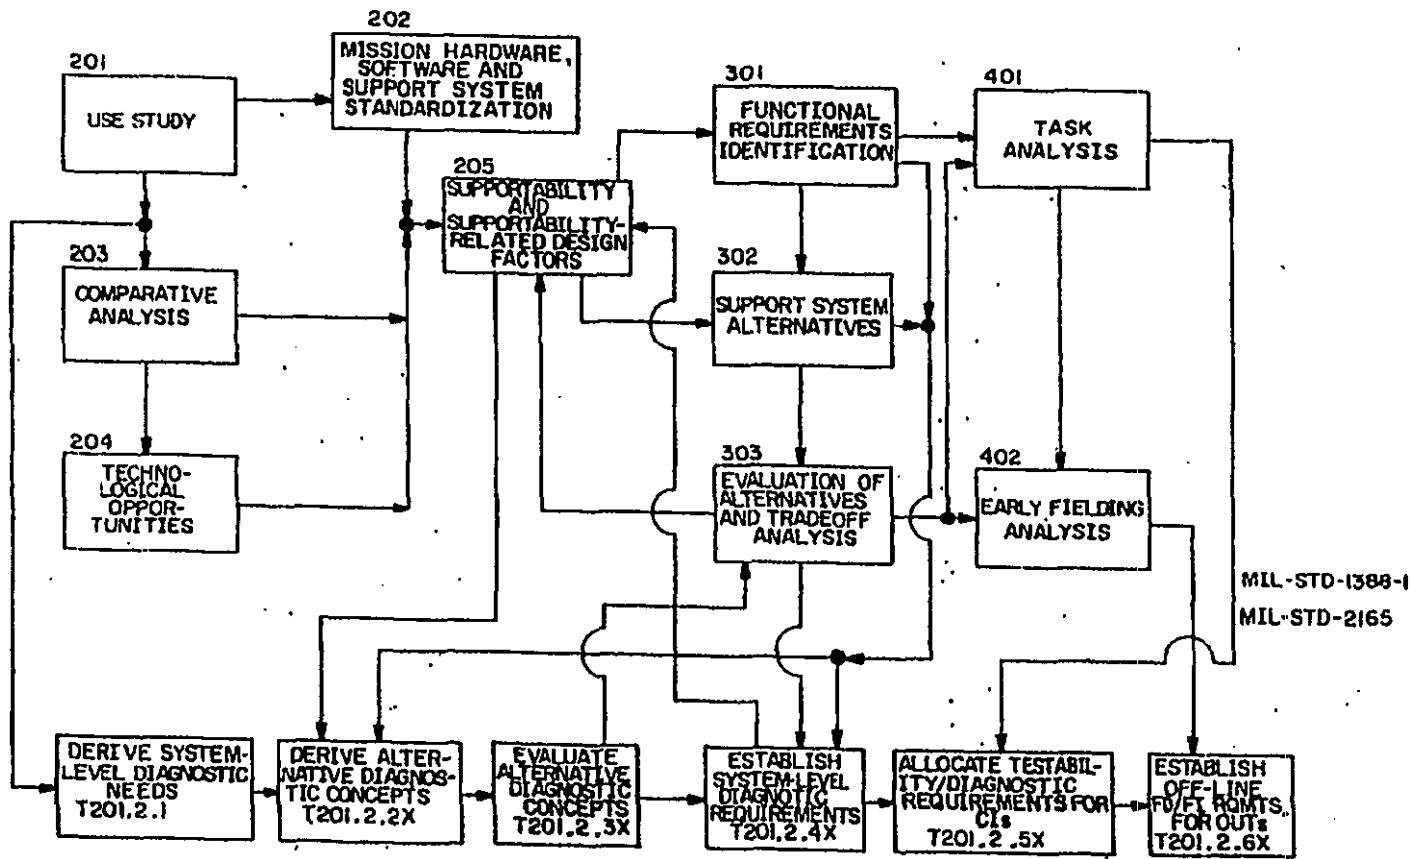 201
USE STUDY
202
MISSION HARDWARE,
SOFTWARE AND
SUPPORT SYSTEM
STANDARDIZATION
203
COMPARATIVE
ANALYSIS
204
TECHNO-
LOGICAL
OPPOR-
TUNITIES
205
SUPPORTABILITY
AND
SUPPORTABILITY-
RELATED DESIGN
FACTORS
301
FUNCTIONAL
REQUIREMENTS
IDENTIFICATION
302
SUPPORT SYSTEM
ALTERNATIVES
303
EVALUATION OF
ALTERNATIVES
AND TRADEOFF
ANALYSIS
401
TASK
ANALYSIS
402
EARLY FIELDING
ANALYSIS
MIL-STD-1388-1
MIL-STD-2165
DERIVE SYSTEM-
LEVEL DIAGNOSTIC
NEEDS
T201.2.1
DERIVE ALTER-
NATIVE DIAGNOS-
TIC CONCEPTS
T201.2.2X
EVALUATE
ALTERNATIVE
DIAGNOSTIC
CONCEPTS
T201.2.3X
ESTABLISH
SYSTEM-LEVEL
DIAGNOTIC
REQUIREMENTS
T201.2.4X
ALLOCATE TESTABIL-
ITY/DIAGNOSTIC
REQUIREMENTS FOR
CIs
T201.2.5X
ESTABLISH
OFF-LINE
FD/FI RQMTS,
FOR OUTs
T201.2.6X